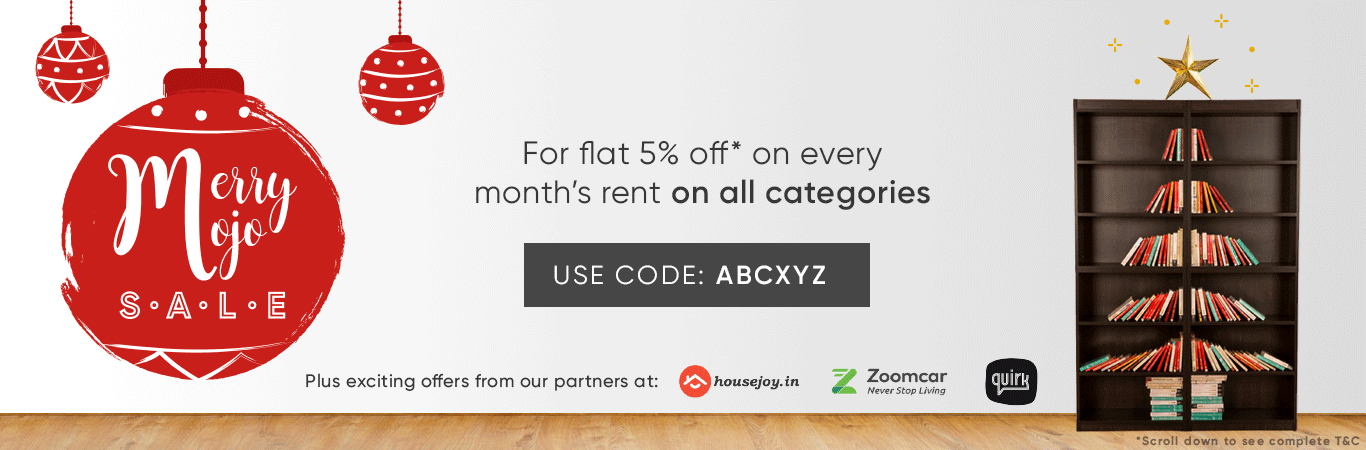 Merry
Mojo
S•A•L•E
For flat 5% off* on every
month's rent on all categories
USE CODE: ABCXYZ
Plus exciting offers from our partners at:
housejoy.in
Zoomcar
Never Stop Living
quirk
*Scroll down to see complete T&C